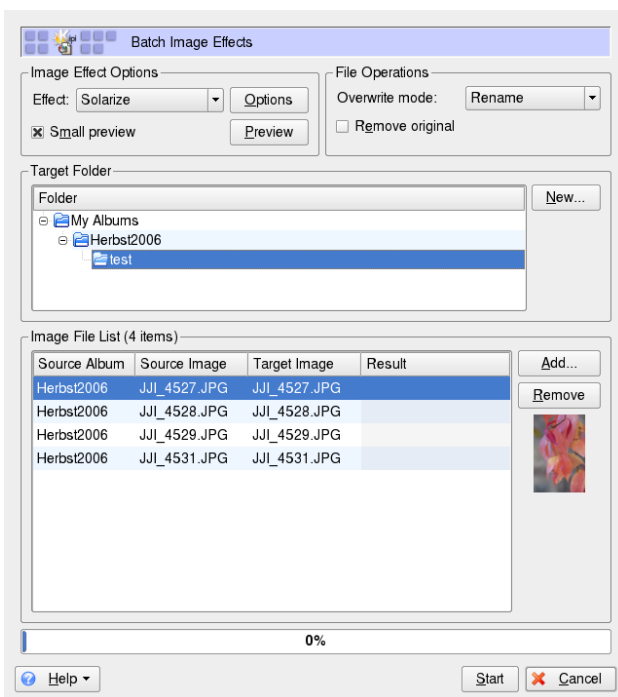 Batch Image Effects
Image Effect Options
Effect: Solarize Options
Small preview Preview
File Operations
Overwrite mode: Rename
Remove original
Target Folder
Folder New...
My Albums
Herbst2006
test
Image File List (4 items)
Source Album Source Image Target Image Result Add...
Herbst2006 JJI_4527.JPG JJI_4527.JPG Remove
Herbst2006 JJI_4528.JPG JJI_4528.JPG
Herbst2006 JJI_4529.JPG JJI_4529.JPG
Herbst2006 JJI_4531.JPG JJI_4531.JPG
0%
Help Start Cancel